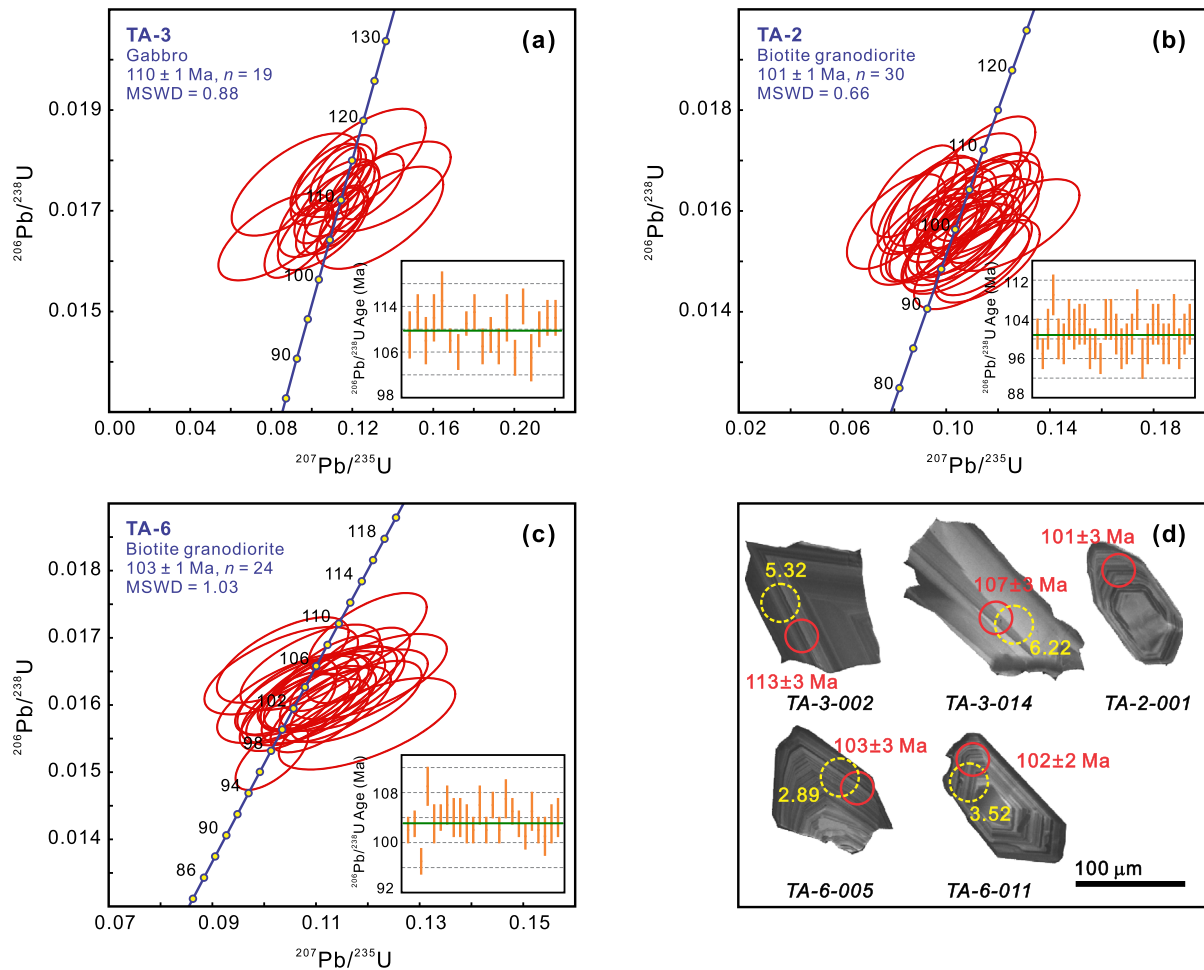 TA-3
Gabbro
110 ± 1 Ma, n = 19
MSWD = 0.88
(a)
130
120
110
100
90
0.019
0.017
0.015
²⁰⁶Pb/²³⁸U
0.00
0.04
0.08
0.12
0.16
0.20
²⁰⁷Pb/²³⁵U
²⁰⁶Pb/²³⁸U Age (Ma)
114
106
98
TA-2
Biotite granodiorite
101 ± 1 Ma, n = 30
MSWD = 0.66
(b)
120
110
100
90
80
0.018
0.016
0.014
²⁰⁶Pb/²³⁸U
0.02
0.06
0.10
0.14
0.18
²⁰⁷Pb/²³⁵U
²⁰⁶Pb/²³⁸U Age (Ma)
112
104
96
88
TA-6
Biotite granodiorite
103 ± 1 Ma, n = 24
MSWD = 1.03
(c)
118
114
110
106
102
98
94
90
86
0.018
0.017
0.016
0.015
0.014
²⁰⁶Pb/²³⁸U
0.07
0.09
0.11
0.13
0.15
²⁰⁷Pb/²³⁵U
²⁰⁶Pb/²³⁸U Age (Ma)
108
100
92
(d)
5.32
113±3 Ma
TA-3-002
107±3 Ma
6.22
TA-3-014
101±3 Ma
TA-2-001
103±3 Ma
2.89
TA-6-005
102±2 Ma
3.52
TA-6-011
100 μm